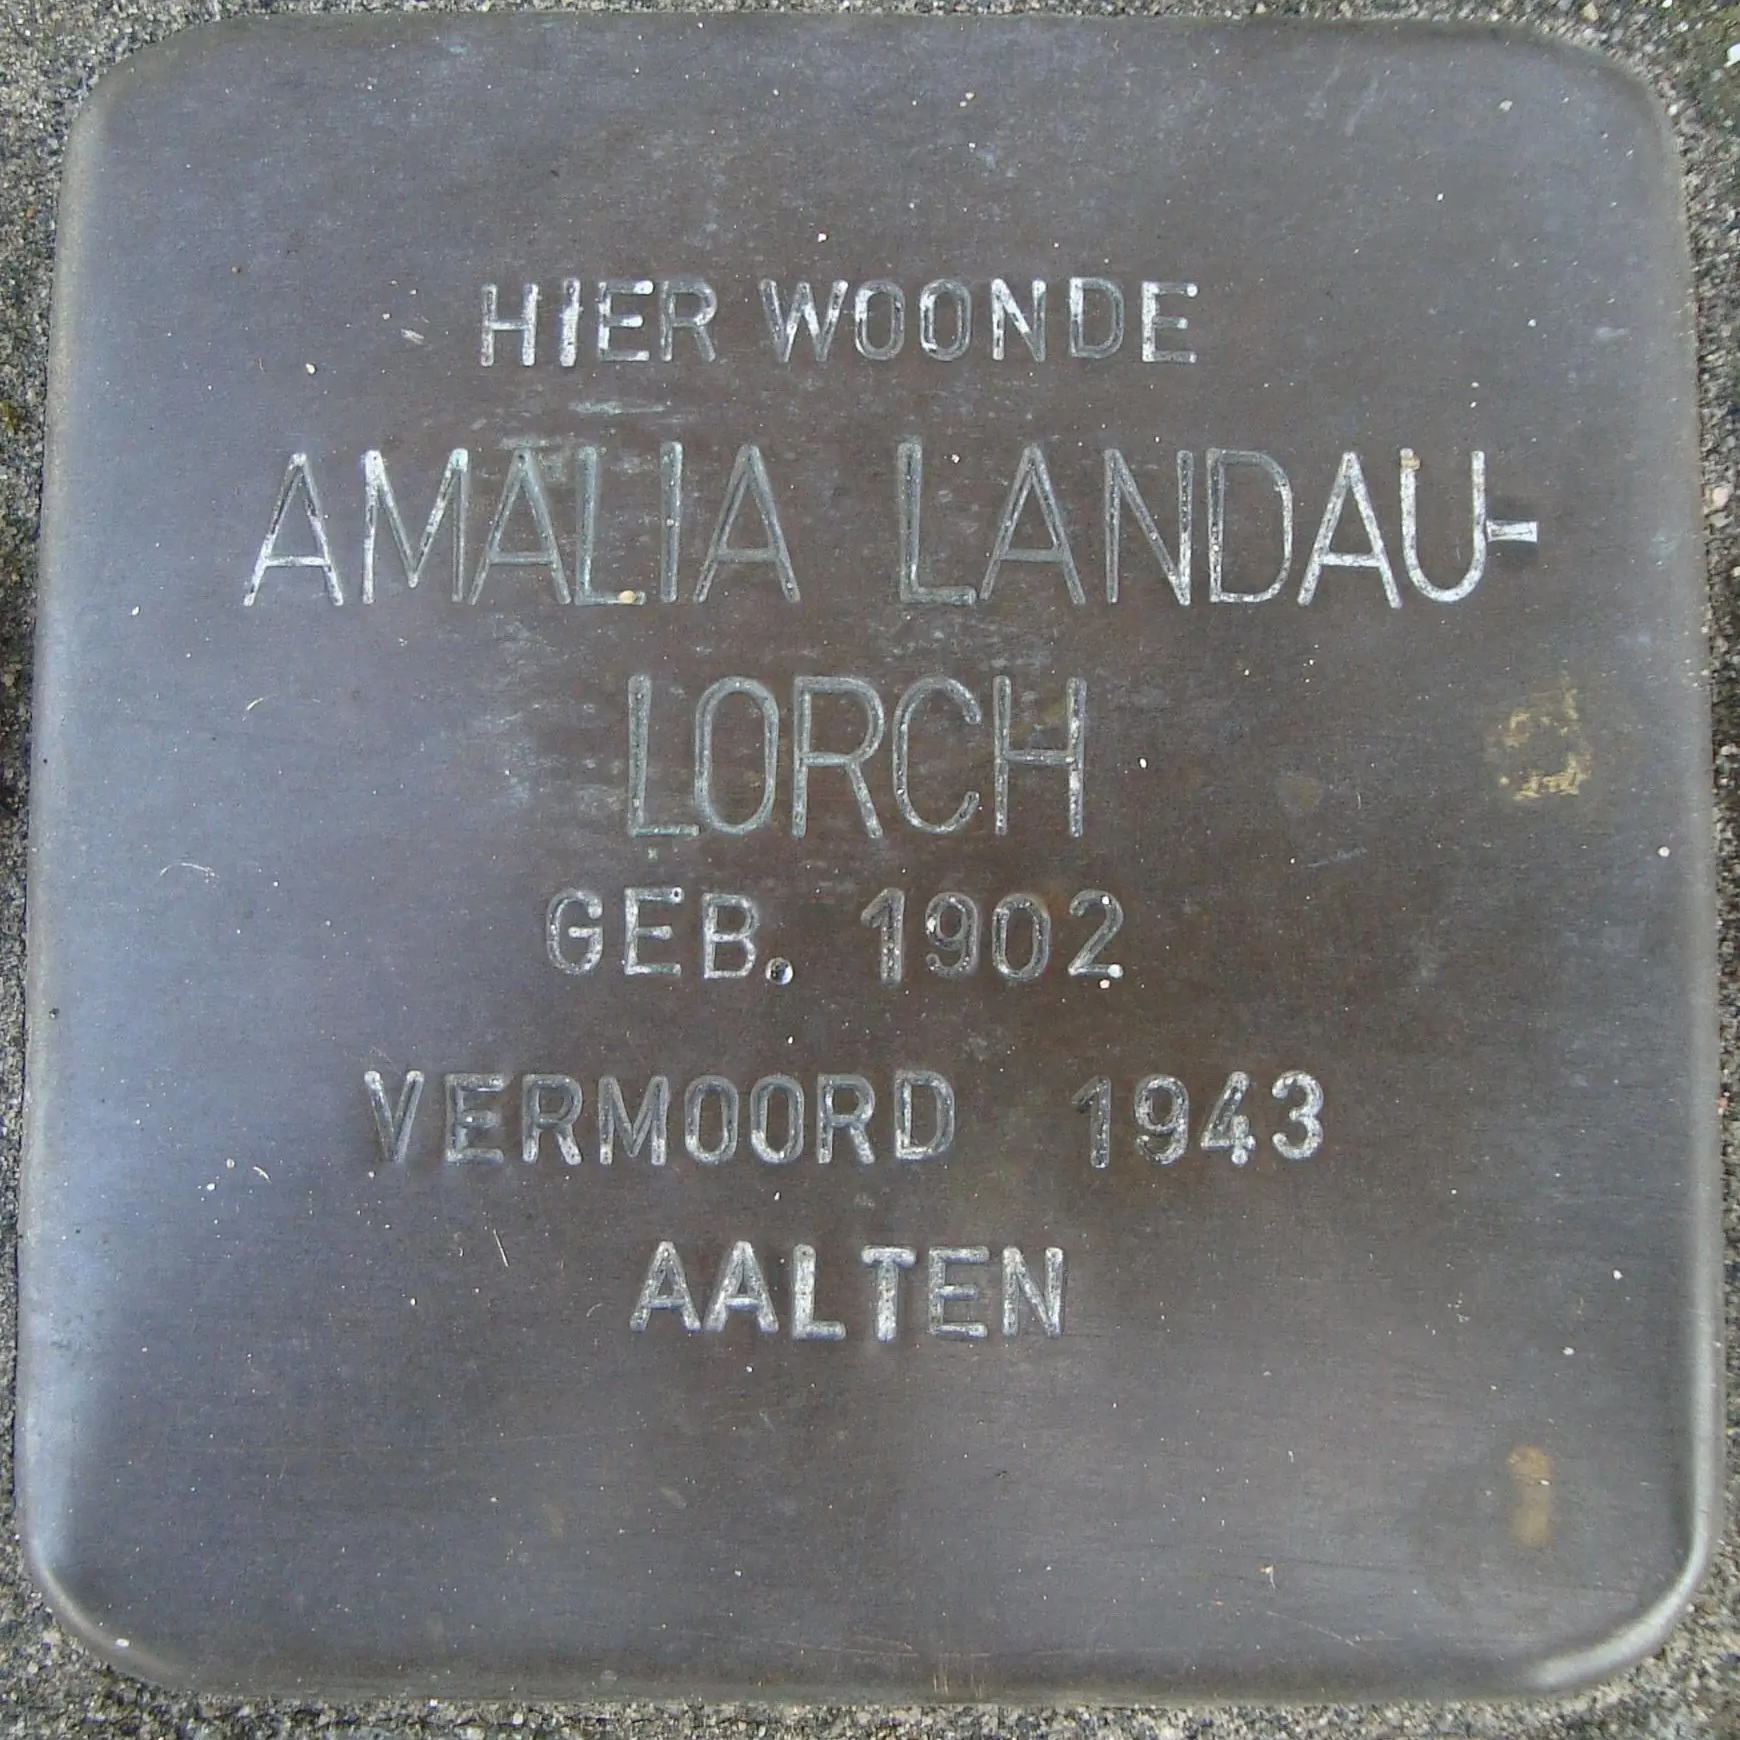 HIER WOONDE
AMALIA LANDAU-
LORCH
GEB. 1902
VERMOORD 1943
AALTEN